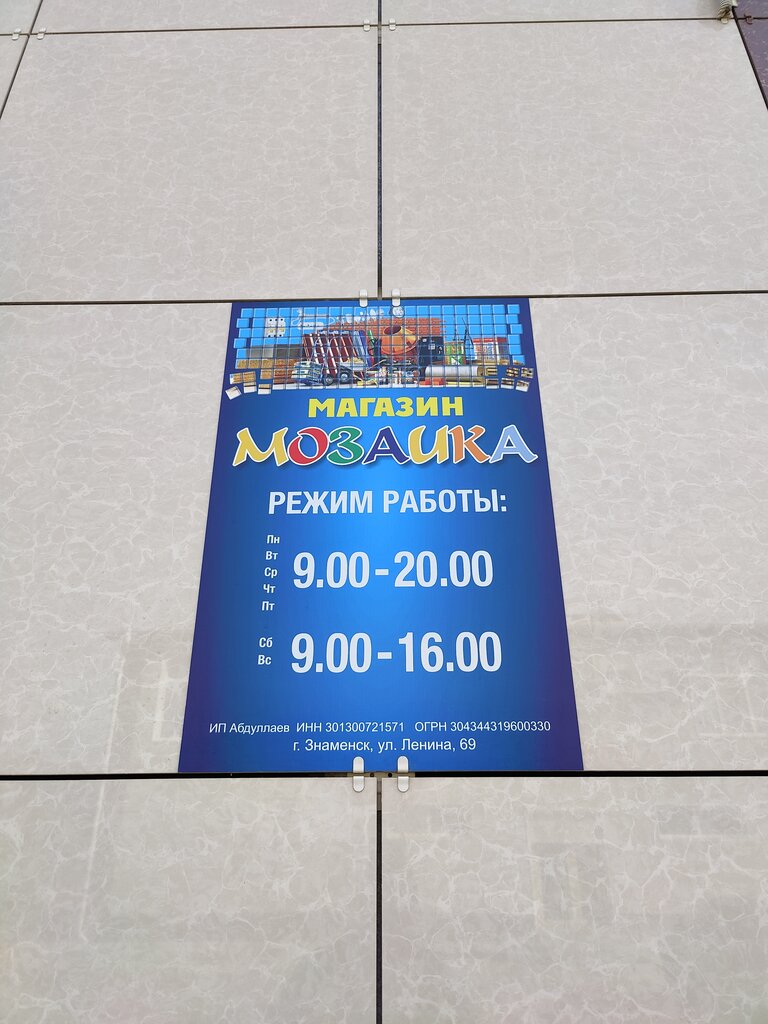 МАГАЗИН
МОЗАИКА
РЕЖИМ РАБОТЫ:
Пн
Вт
Ср
Чт
Пт
9.00-20.00
Сб
Вс
9.00-16.00
ИП Абдуллаев ИНН 301300721571 ОГРН 304344319600330
г. Знаменск, ул. Ленина, 69